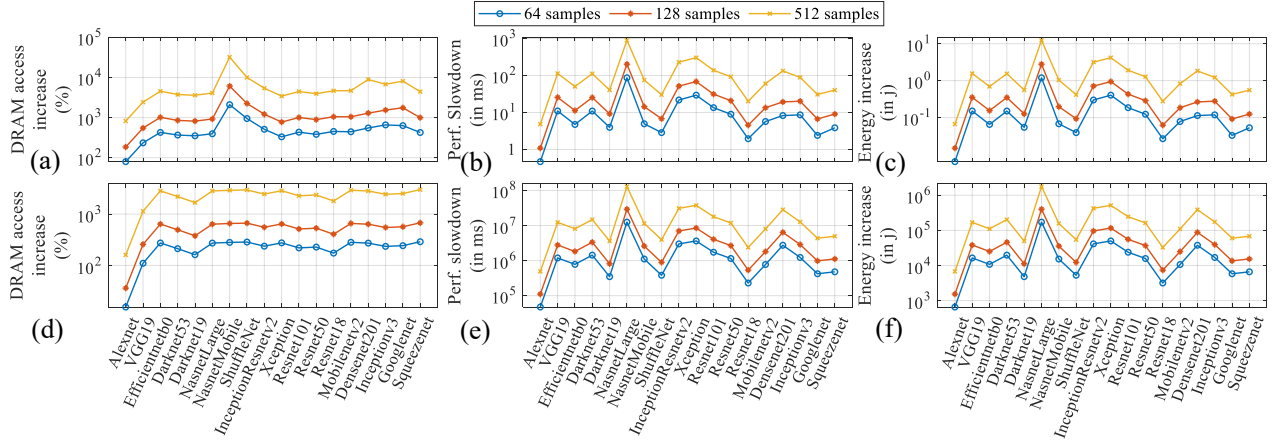 64 samples 128 samples 512 samples
DRAM access
increase
(%)
10^5
10^4
10^3
10^2
(a)
Perf. Slowdown
(in ms)
10^2
10
1
(b)
Energy increase
(in j)
10^1
10^0
10^-1
(c)
DRAM access
increase
(%)
10^3
10^2
(d)
Perf. slowdown
(in ms)
10^8
10^7
10^6
10^5
(e)
Energy increase
(in j)
10^6
10^5
10^4
10^3
(f)
Alexnet
VGG19
Efficientnetb0
Darknet53
Darknet19
NasnetLarge
NasnetMobile
ShuffleNet
InceptionResnetv2
Xception
Resnet101
Resnet50
Resnet18
Mobilenetv2
Densenet201
Inceptionv3
Googlenet
Squeezenet
Alexnet
VGG19
Efficientnetb0
Darknet53
Darknet19
NasnetLarge
NasnetMobile
ShuffleNet
InceptionResnetv2
Xception
Resnet101
Resnet50
Resnet18
Mobilenetv2
Densenet201
Inceptionv3
Googlenet
Squeezenet
Alexnet
VGG19
Efficientnetb0
Darknet53
Darknet19
NasnetLarge
NasnetMobile
ShuffleNet
InceptionResnetv2
Xception
Resnet101
Resnet50
Resnet18
Mobilenetv2
Densenet201
Inceptionv3
Googlenet
Squeezenet